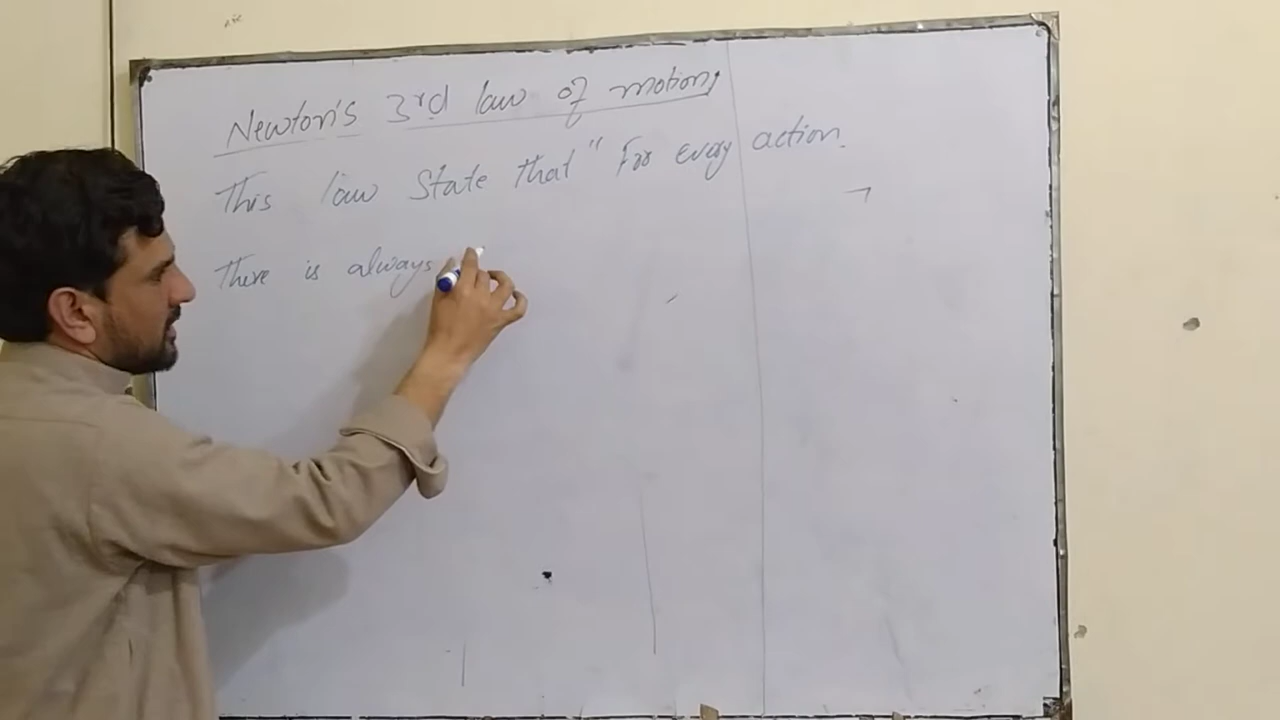 Newton's 3rd law of motion,
This law State that " For every action.
there is always